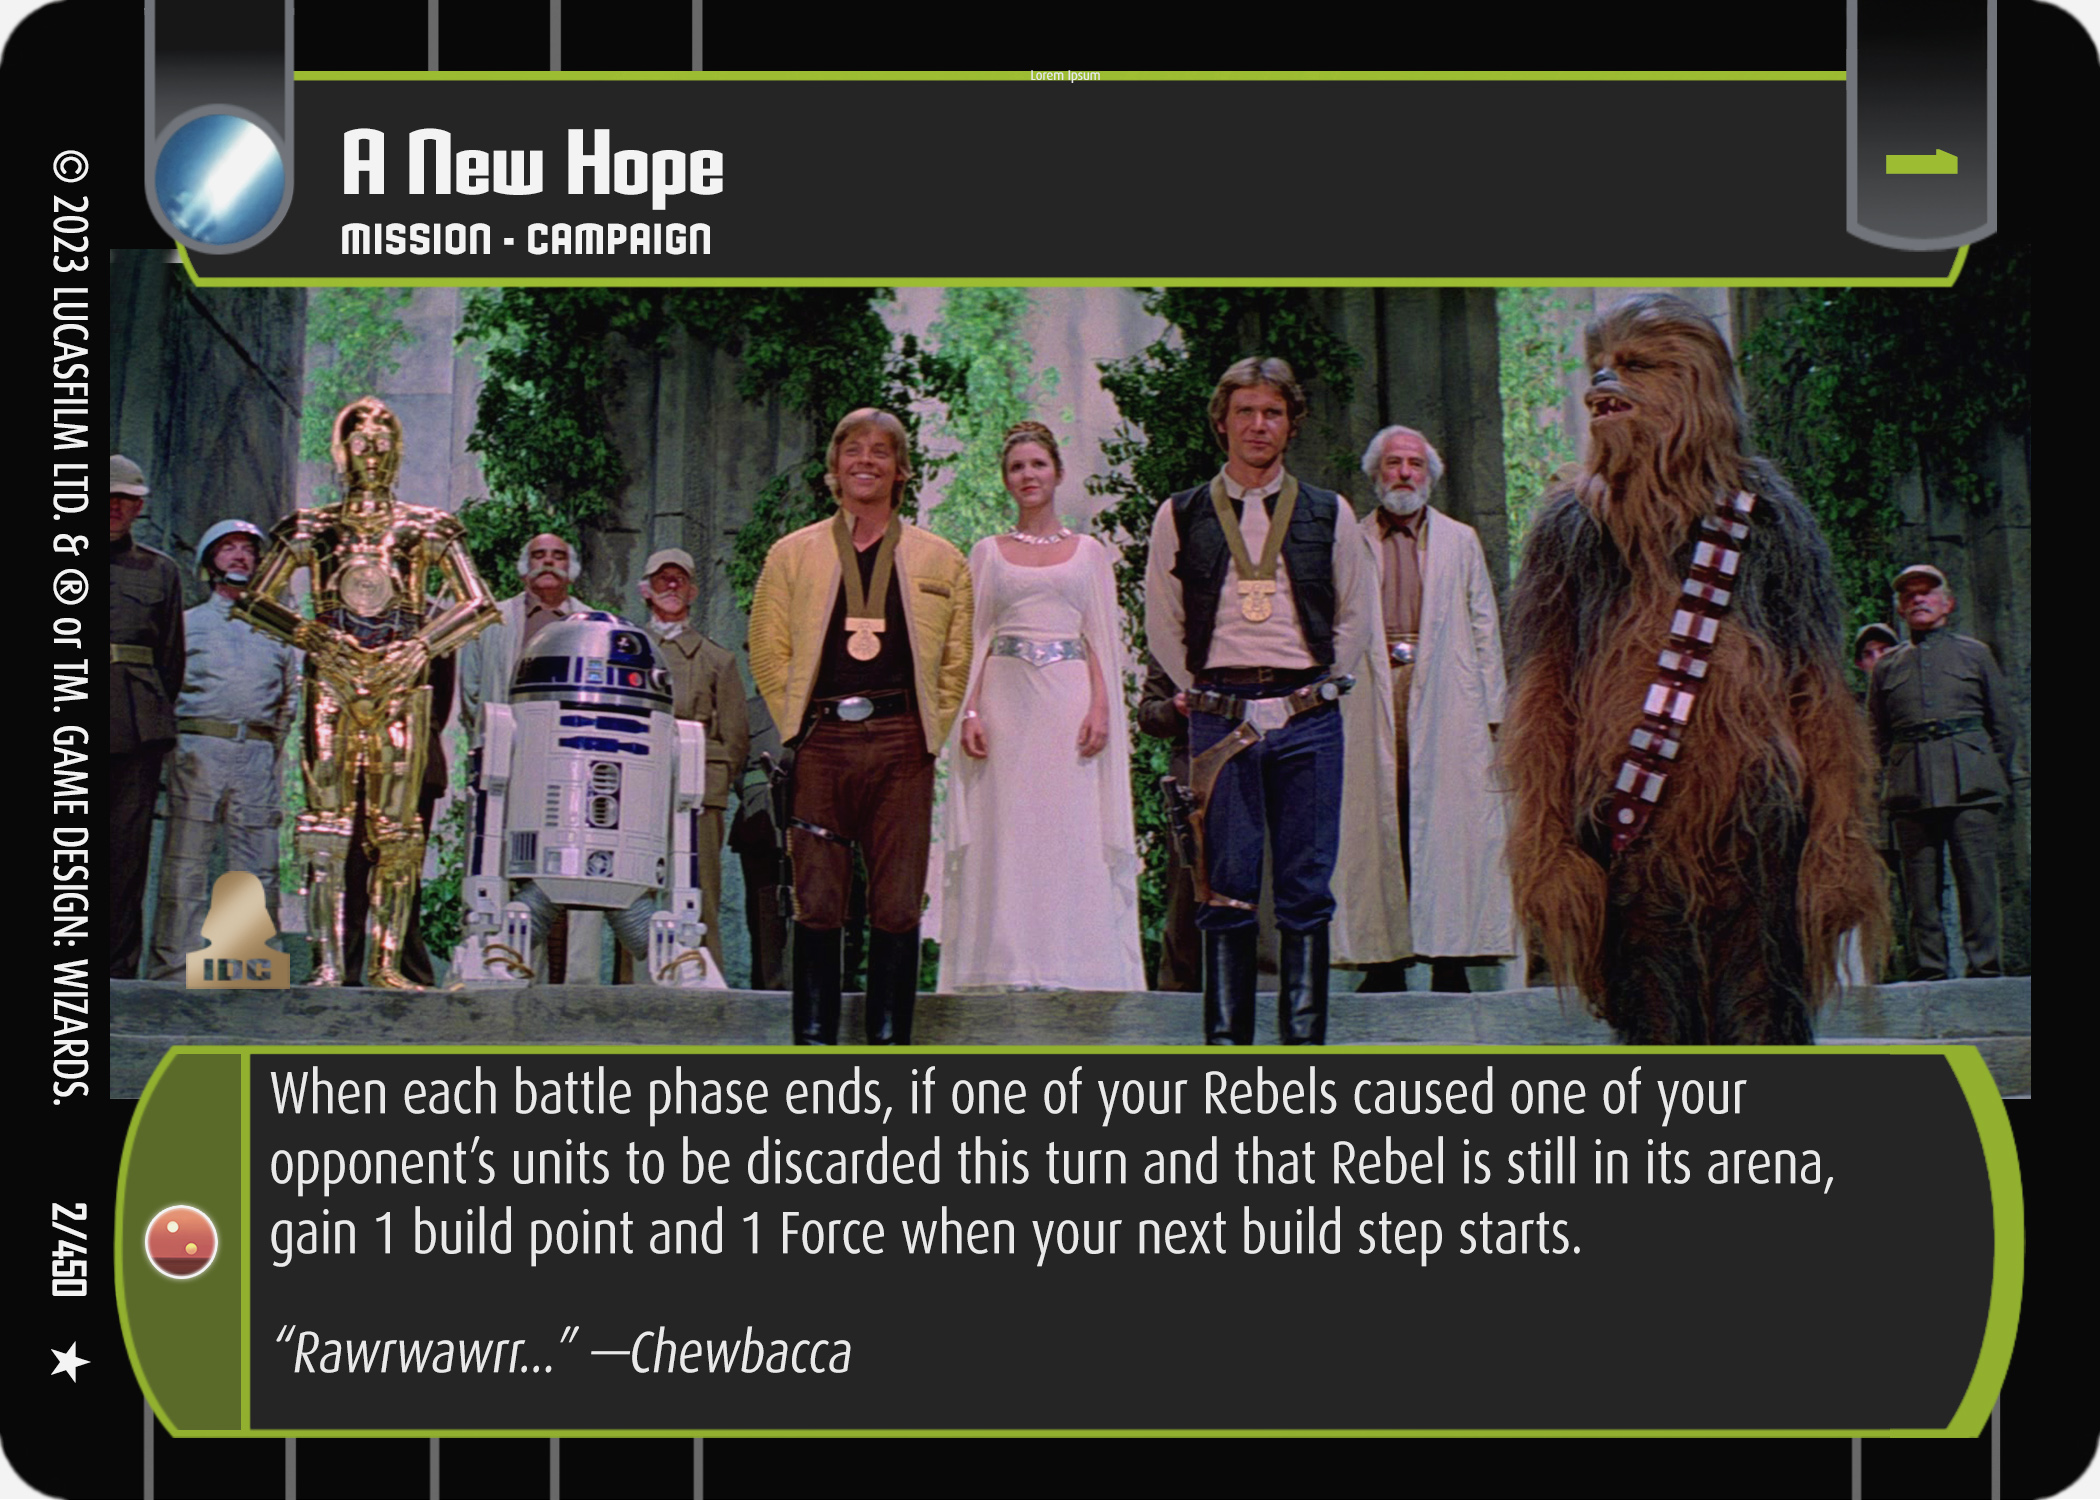 Lorem Ipsum
A New Hope
MISSION - CAMPAIGN
1
© 2023 LUCASFILM LTD. & ® or TM. GAME DESIGN: WIZARDS.
2/450 ★
IDC
When each battle phase ends, if one of your Rebels caused one of your
opponent’s units to be discarded this turn and that Rebel is still in its arena,
gain 1 build point and 1 Force when your next build step starts.
“Rawrwawrr...” —Chewbacca